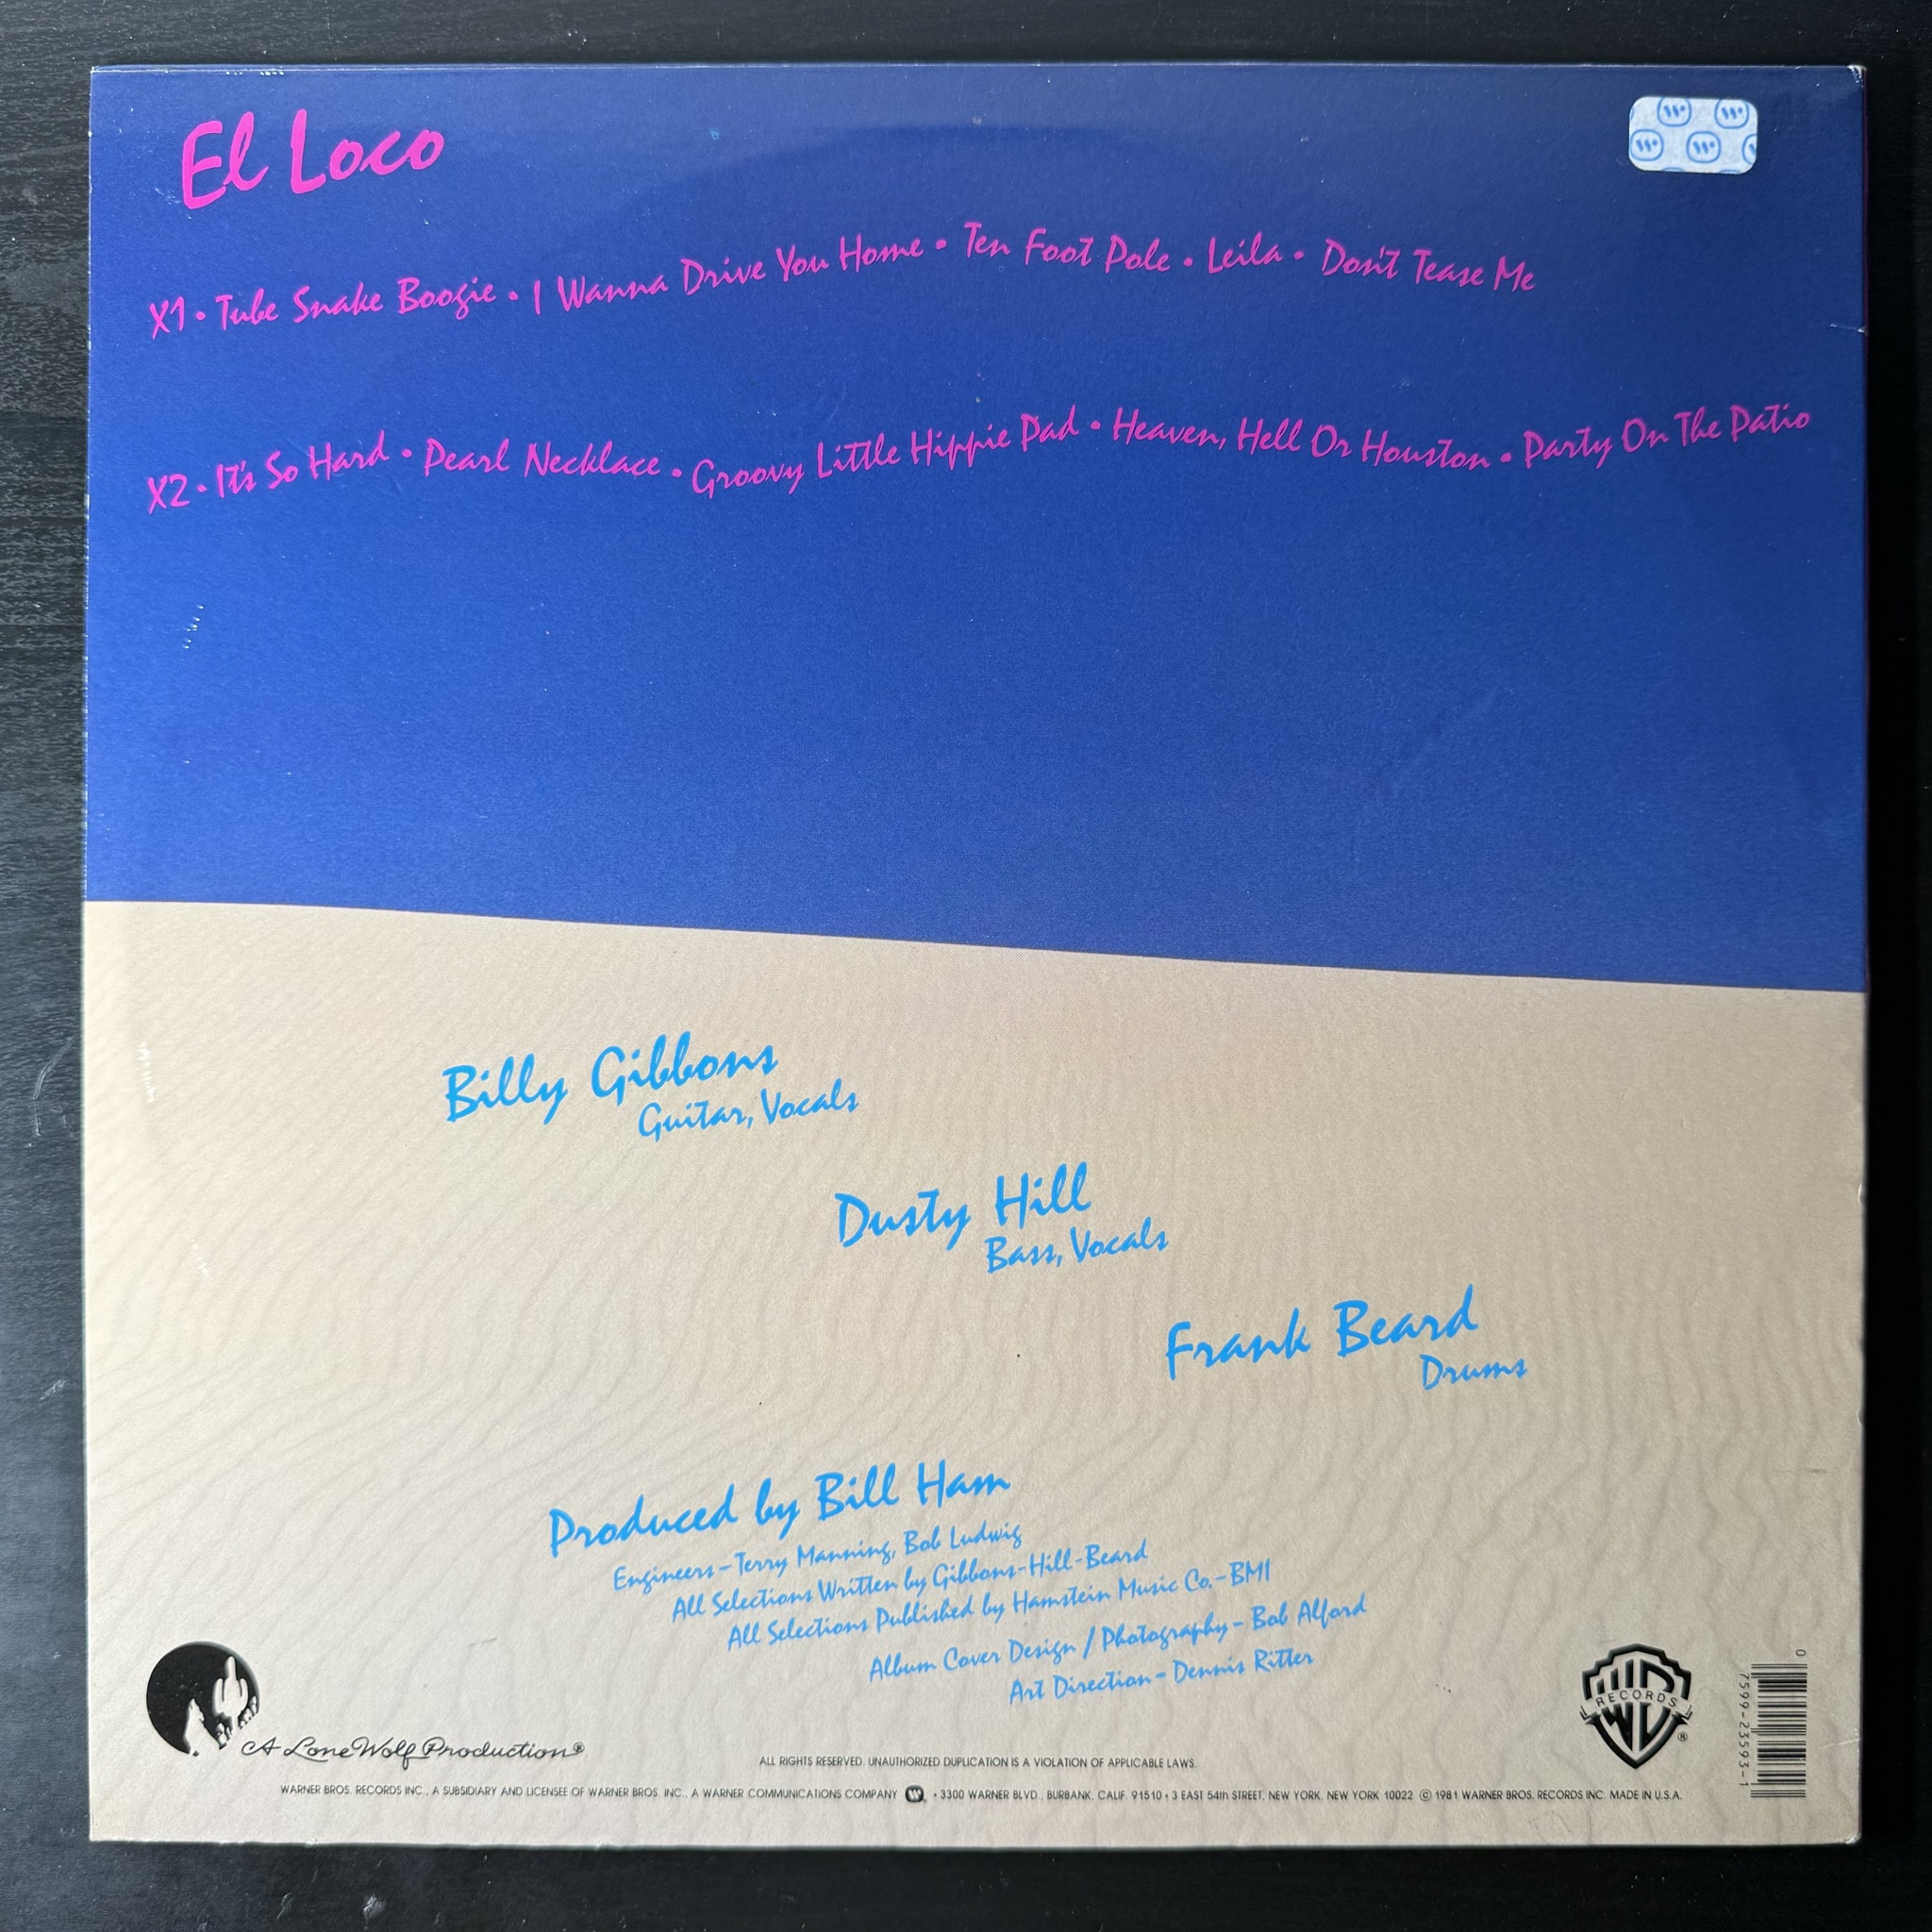 El Loco
X1 • Tube Snake Boogie • I Wanna Drive You Home • Ten Foot Pole • Leila • Don't Tease Me
X2 • It's So Hard • Pearl Necklace • Groovy Little Hippie Pad • Heaven, Hell Or Houston • Party On The Patio
Billy Gibbons
Guitar, Vocals
Dusty Hill
Bass, Vocals
Frank Beard
Drums
Produced by Bill Ham
Engineers – Terry Manning, Bob Ludwig
All Selections Written by Gibbons-Hill-Beard
All Selections Published by Hamstein Music Co.-BMI
Album Cover Design / Photography - Bob Alford
Art Direction - Dennis Ritter
A Lone Wolf Production®
WB RECORDS ®
0 7599-23593-1
ALL RIGHTS RESERVED. UNAUTHORIZED DUPLICATION IS A VIOLATION OF APPLICABLE LAWS.
WARNER BROS. RECORDS INC., A SUBSIDIARY AND LICENSEE OF WARNER BROS. INC., A WARNER COMMUNICATIONS COMPANY • 3300 WARNER BLVD., BURBANK, CALIF. 91510 • 3 EAST 54th STREET, NEW YORK, NEW YORK 10022 © 1981 WARNER BROS. RECORDS INC. MADE IN U.S.A.